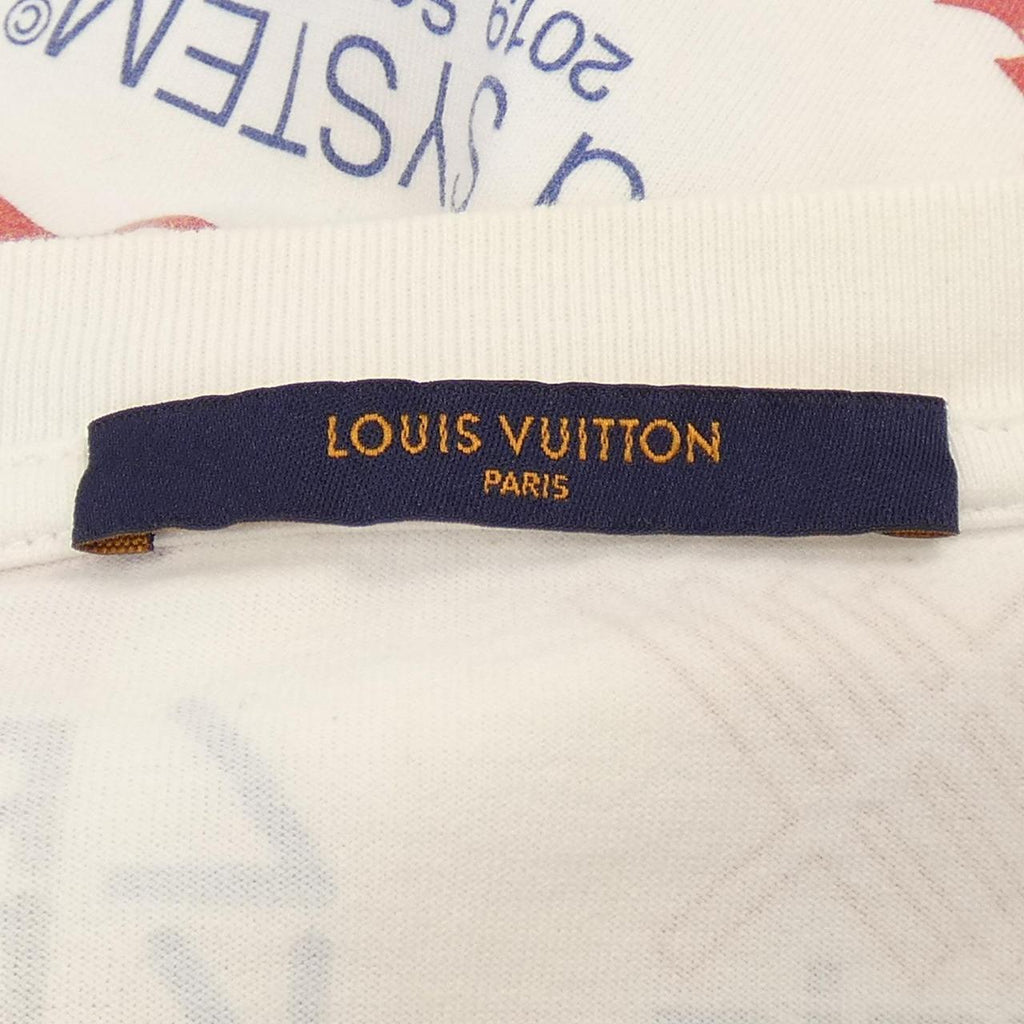 LOUIS VUITTON
PARIS
SYSTEM©
2019